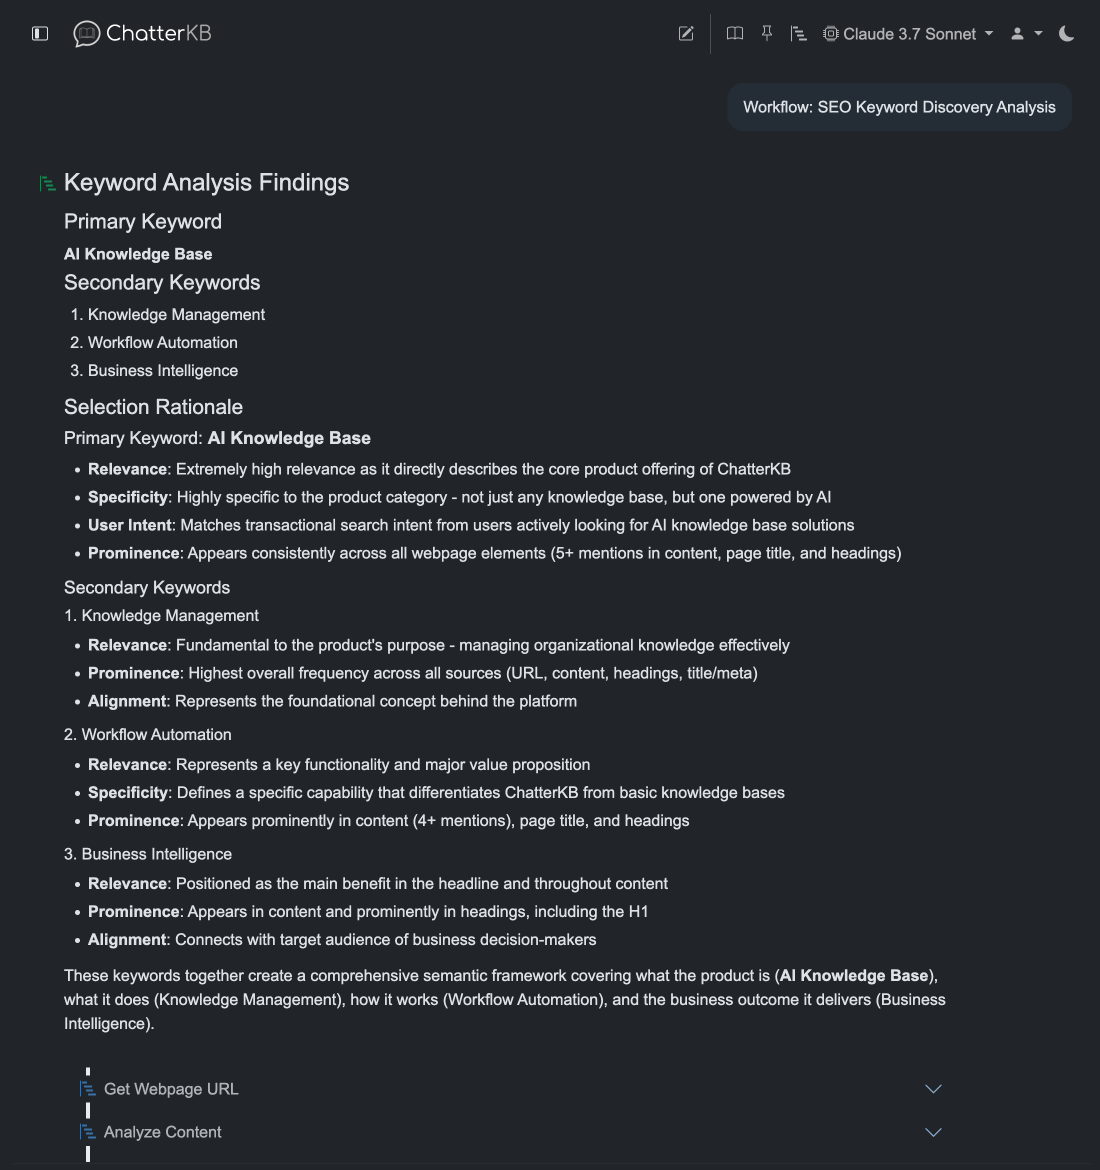 ChatterKB
Claude 3.7 Sonnet
Workflow: SEO Keyword Discovery Analysis
Keyword Analysis Findings
Primary Keyword
AI Knowledge Base
Secondary Keywords
1. Knowledge Management
2. Workflow Automation
3. Business Intelligence
Selection Rationale
Primary Keyword: AI Knowledge Base
• Relevance: Extremely high relevance as it directly describes the core product offering of ChatterKB
• Specificity: Highly specific to the product category - not just any knowledge base, but one powered by AI
• User Intent: Matches transactional search intent from users actively looking for AI knowledge base solutions
• Prominence: Appears consistently across all webpage elements (5+ mentions in content, page title, and headings)
Secondary Keywords
1. Knowledge Management
• Relevance: Fundamental to the product's purpose - managing organizational knowledge effectively
• Prominence: Highest overall frequency across all sources (URL, content, headings, title/meta)
• Alignment: Represents the foundational concept behind the platform
2. Workflow Automation
• Relevance: Represents a key functionality and major value proposition
• Specificity: Defines a specific capability that differentiates ChatterKB from basic knowledge bases
• Prominence: Appears prominently in content (4+ mentions), page title, and headings
3. Business Intelligence
• Relevance: Positioned as the main benefit in the headline and throughout content
• Prominence: Appears in content and prominently in headings, including the H1
• Alignment: Connects with target audience of business decision-makers
These keywords together create a comprehensive semantic framework covering what the product is (AI Knowledge Base),
what it does (Knowledge Management), how it works (Workflow Automation), and the business outcome it delivers (Business
Intelligence).
Get Webpage URL
Analyze Content